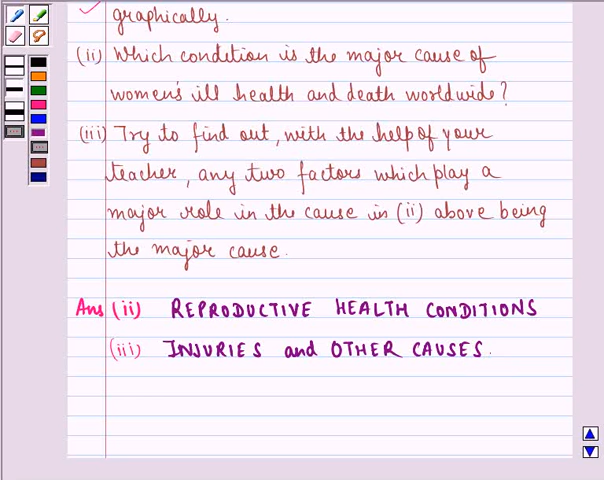 graphically.
(ii) Which condition is the major cause of
women's ill health and death worldwide?
(iii) Try to find out, with the help of your
teacher, any two factors which play a
major role in the cause in (ii) above being
the major cause.
Ans (ii) REPRODUCTIVE HEALTH CONDITIONS
(iii) INJURIES and OTHER CAUSES.